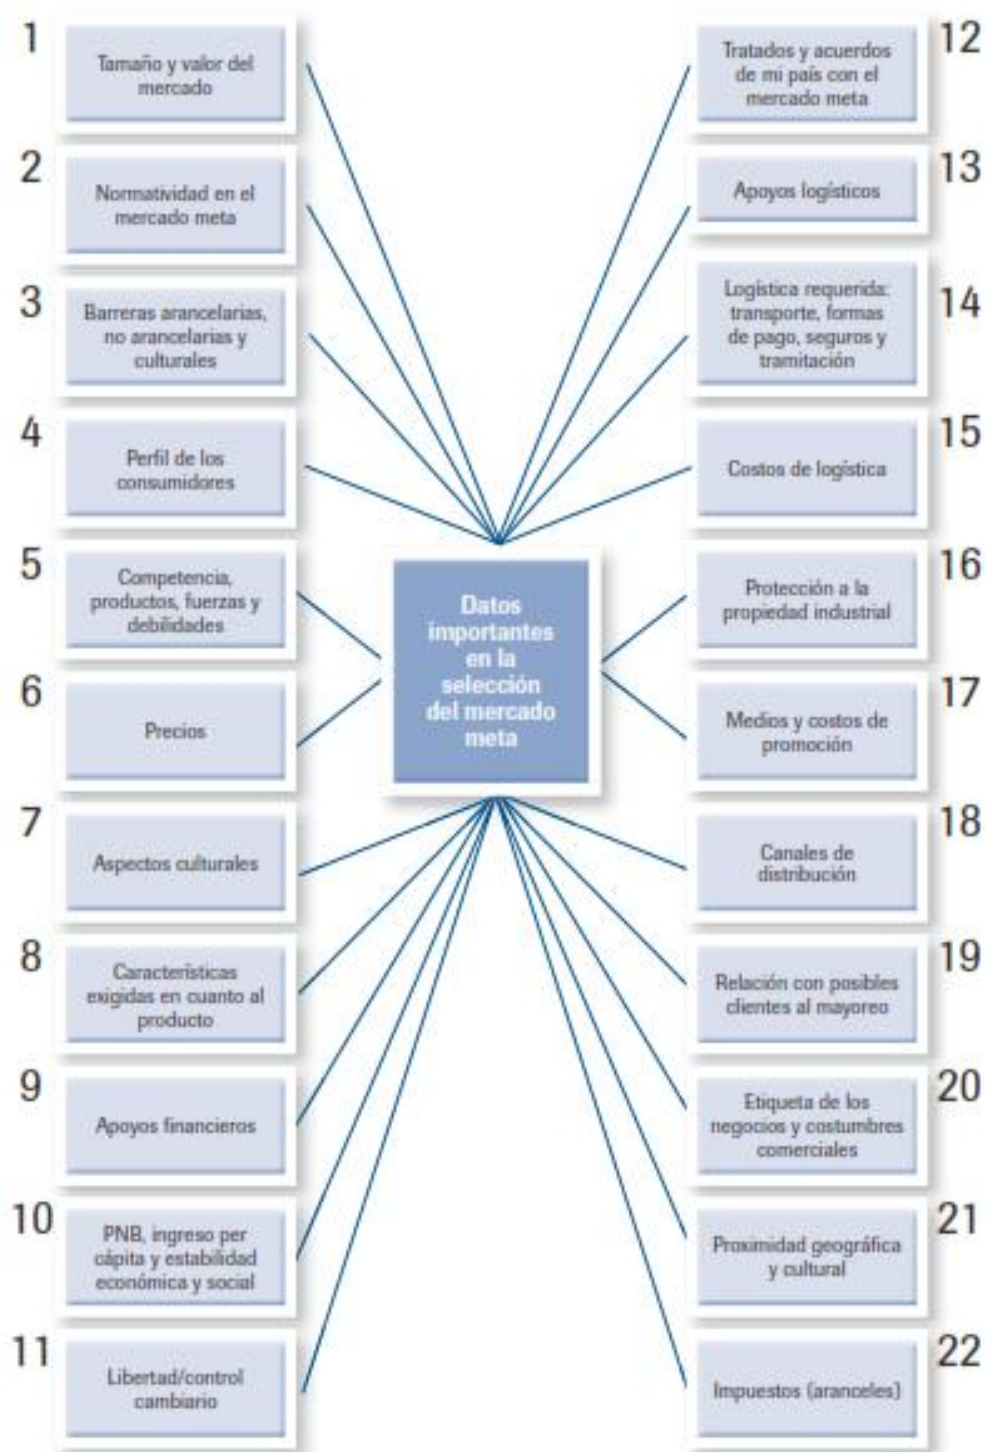 1
Tamaño y valor del
mercado
2
Normatividad en el
mercado meta
3
Barreras arancelarias,
no arancelarias y
culturales
4
Perfil de los
consumidores
5
Competencia,
productos, fuerzas y
debilidades
6
Precios
7
Aspectos culturales
8
Características
exigidas en cuanto al
producto
9
Apoyos financieros
10
PNB, ingreso per
cápita y estabilidad
económica y social
11
Libertad/control
cambiario
Datos
importantes
en la
selección
del mercado
meta
12
Tratados y acuerdos
de mi país con el
mercado meta
13
Apoyos logísticos
14
Logística requerida:
transporte, formas
de pago, seguros y
tramitación
15
Costos de logística
16
Protección a la
propiedad industrial
17
Medios y costos de
promoción
18
Canales de
distribución
19
Relación con posibles
clientes al mayoreo
20
Etiqueta de los
negocios y costumbres
comerciales
21
Proximidad geográfica
y cultural
22
Impuestos (aranceles)